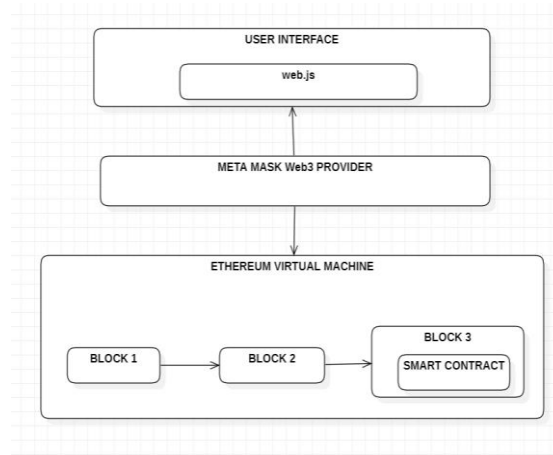 USER INTERFACE
web.js
META MASK Web3 PROVIDER
ETHEREUM VIRTUAL MACHINE
BLOCK 1
BLOCK 2
BLOCK 3
SMART CONTRACT